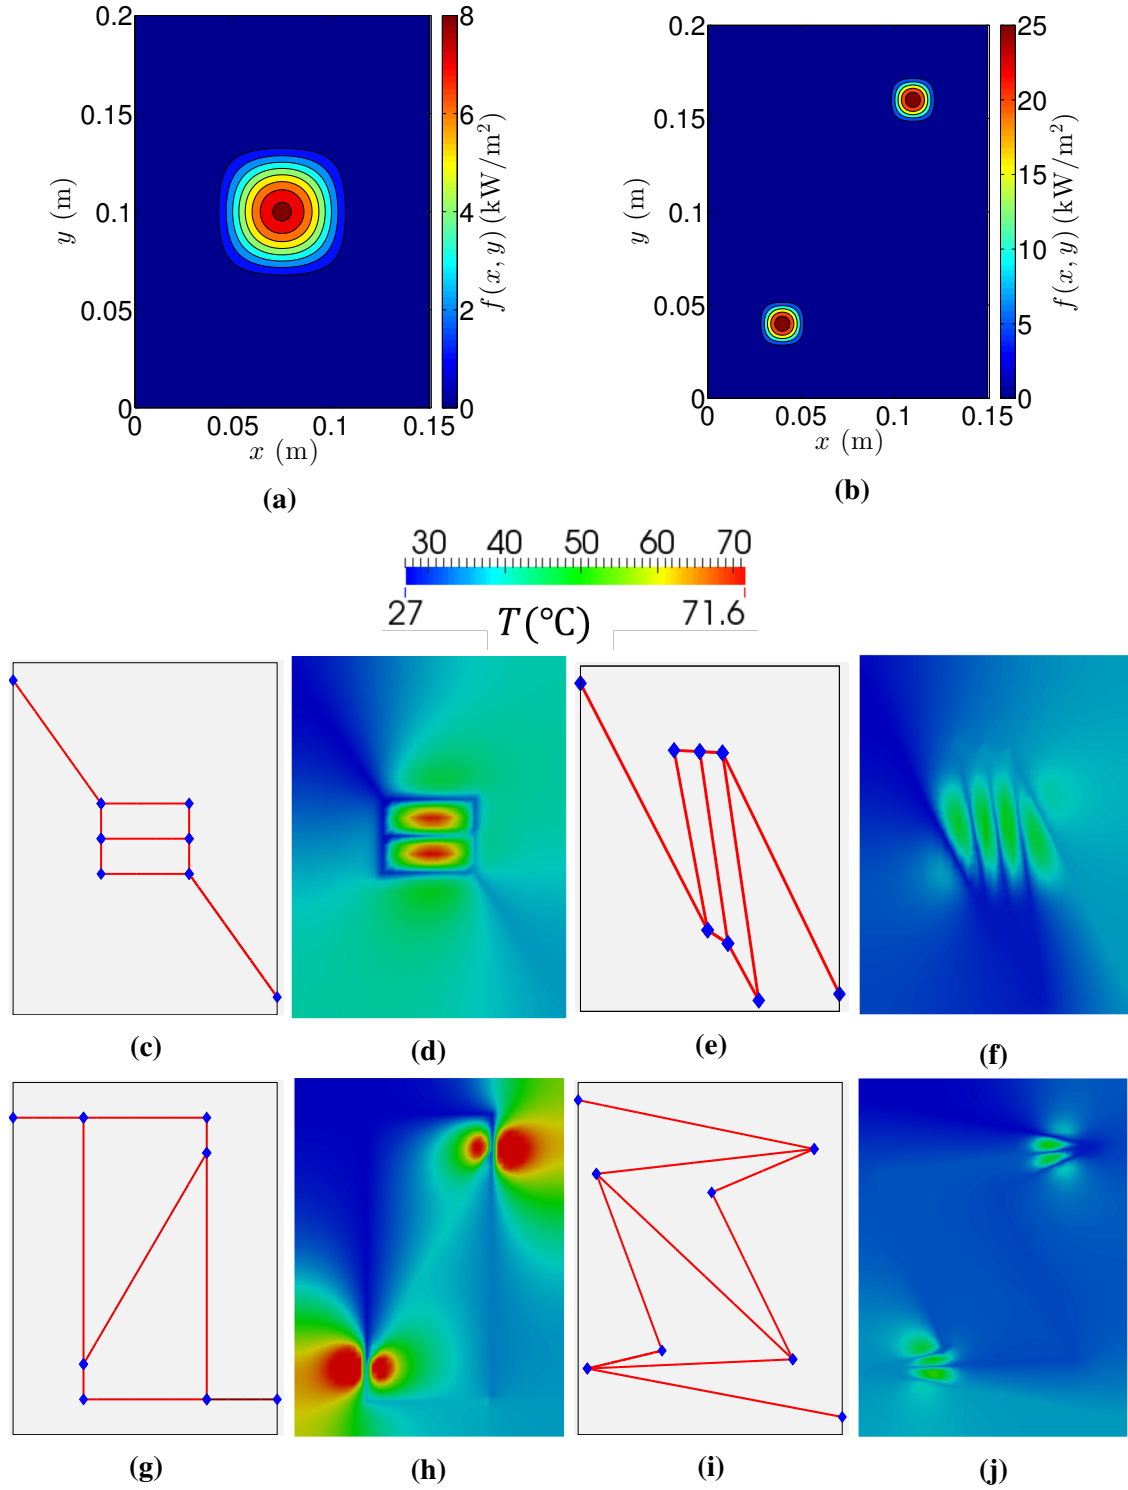 0.2
0.15
0.1
0.05
0
0 0.05 0.1 0.15
x (m)
y (m)
8
6
4
2
0
f(x, y) (kW/m²)
(a)
0.2
0.15
0.1
0.05
0
0 0.05 0.1 0.15
x (m)
y (m)
25
20
15
10
5
0
f(x, y) (kW/m²)
(b)
30 40 50 60 70
27 T(°C) 71.6
(c) (d) (e) (f)
(g) (h) (i) (j)